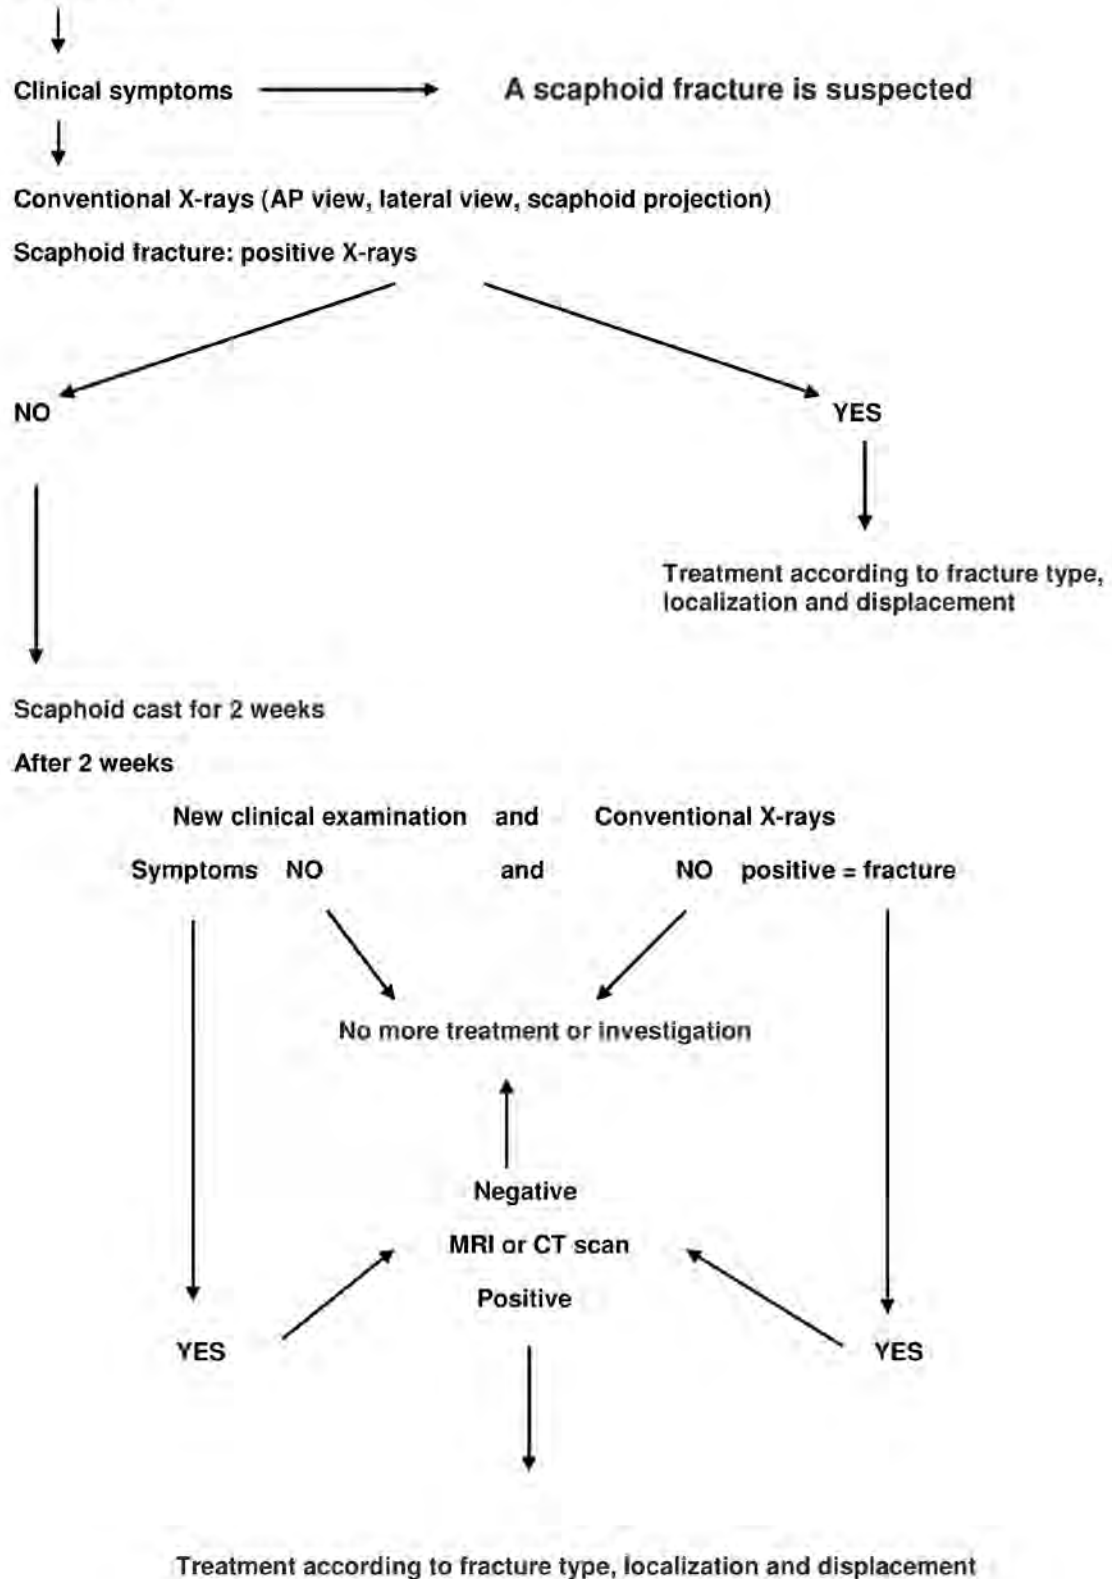 Clinical symptoms A scaphoid fracture is suspected
Conventional X-rays (AP view, lateral view, scaphoid projection)
Scaphoid fracture: positive X-rays
NO YES
Treatment according to fracture type,
localization and displacement
Scaphoid cast for 2 weeks
After 2 weeks
New clinical examination and Conventional X-rays
Symptoms NO and NO positive = fracture
No more treatment or investigation
Negative
MRI or CT scan
Positive
YES YES
Treatment according to fracture type, localization and displacement